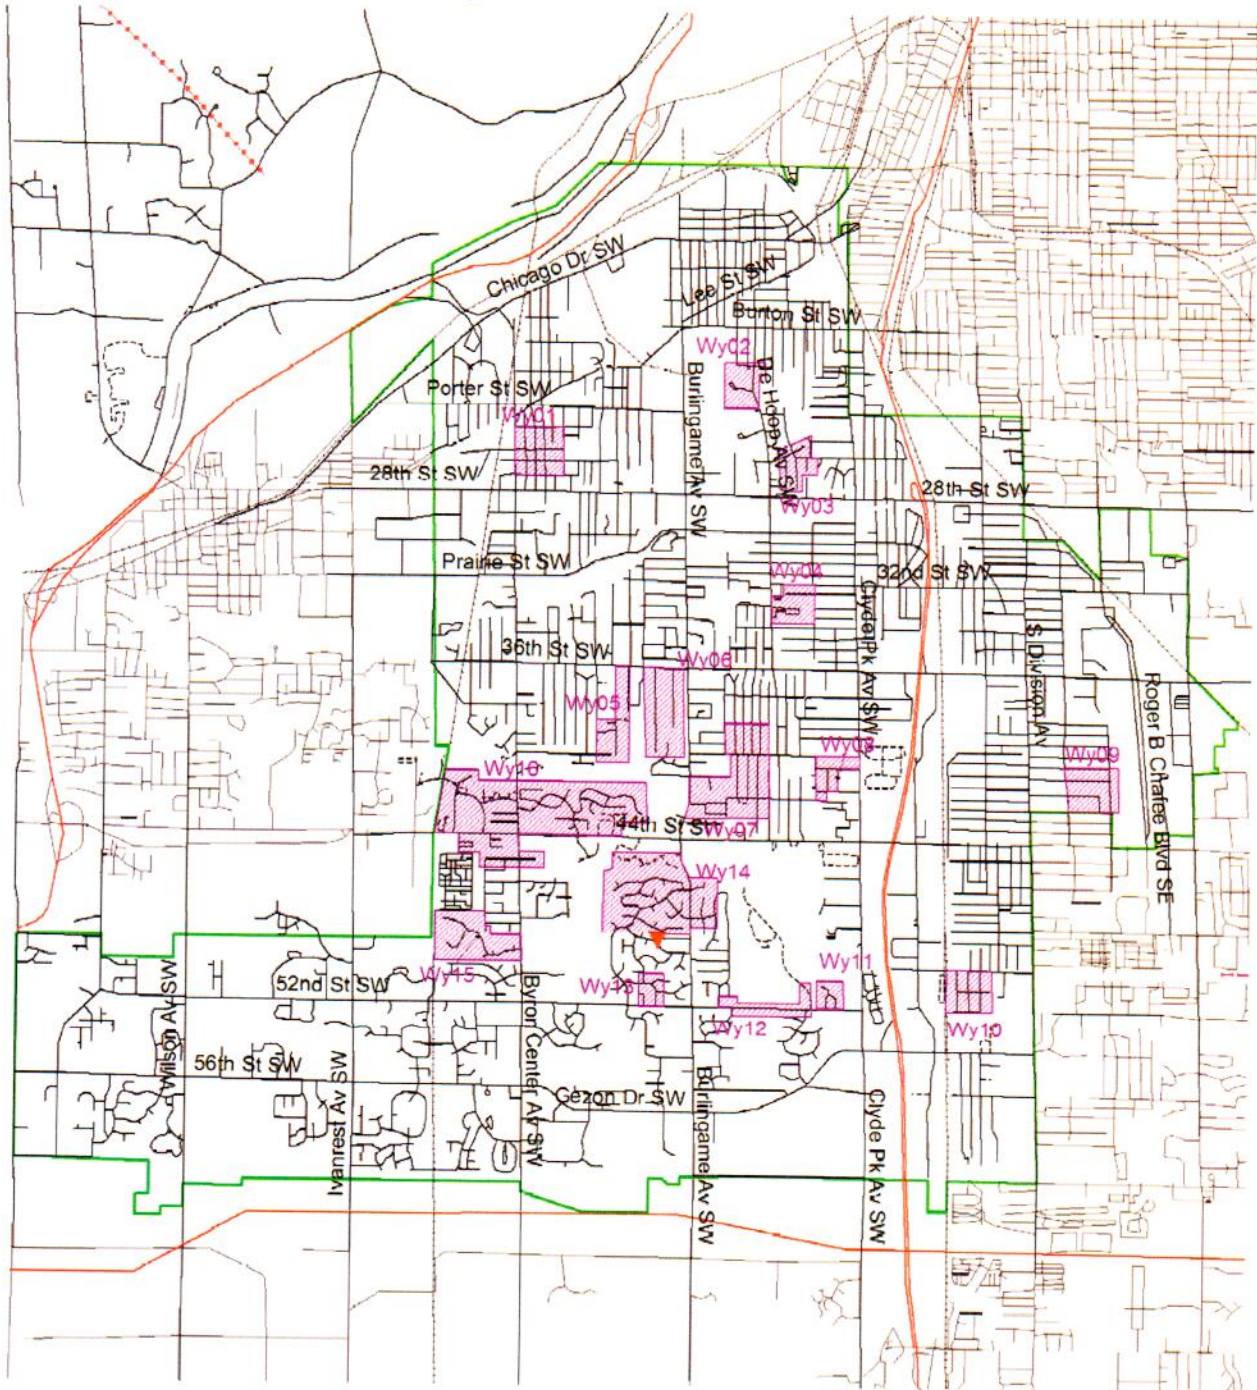 Chicago Dr SW
Lee St SW
Burton St SW
Wy02
De Hoop Av SW
Burlingame Av SW
Porter St SW
Wy01
28th St SW
28th St SW
Wy03
Prairie St SW
Wy04
32nd St SW
Clyde Pk Av SW
36th St SW
Wy06
S Division Av
Roger B Chafee Blvd SE
Wy05
Wy08
Wy09
Wy16
44th St SW
Wy07
Wy14
Wy15
52nd St SW
Wy13
Wy11
Wy12
Wy10
Wilson Av SW
Byron Center Av SW
56th St SW
Ivanrest Av SW
Gezon Dr SW
Burlingame Av SW
Clyde Pk Av SW